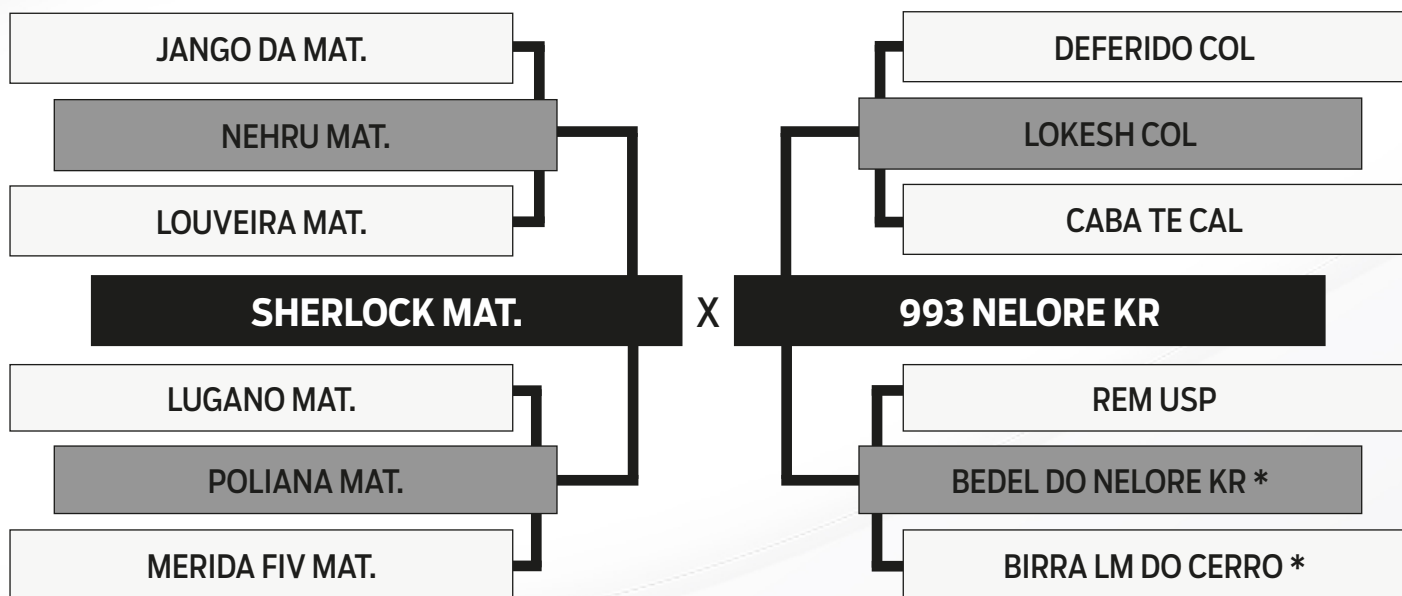 JANGO DA MAT.
NEHRU MAT.
LOUVEIRA MAT.
SHERLOCK MAT.
LUGANO MAT.
POLIANA MAT.
MERIDA FIV MAT.
X
DEFERIDO COL
LOKESH COL
CABA TE CAL
993 NELORE KR
REM USP
BEDEL DO NELORE KR *
BIRRA LM DO CERRO *